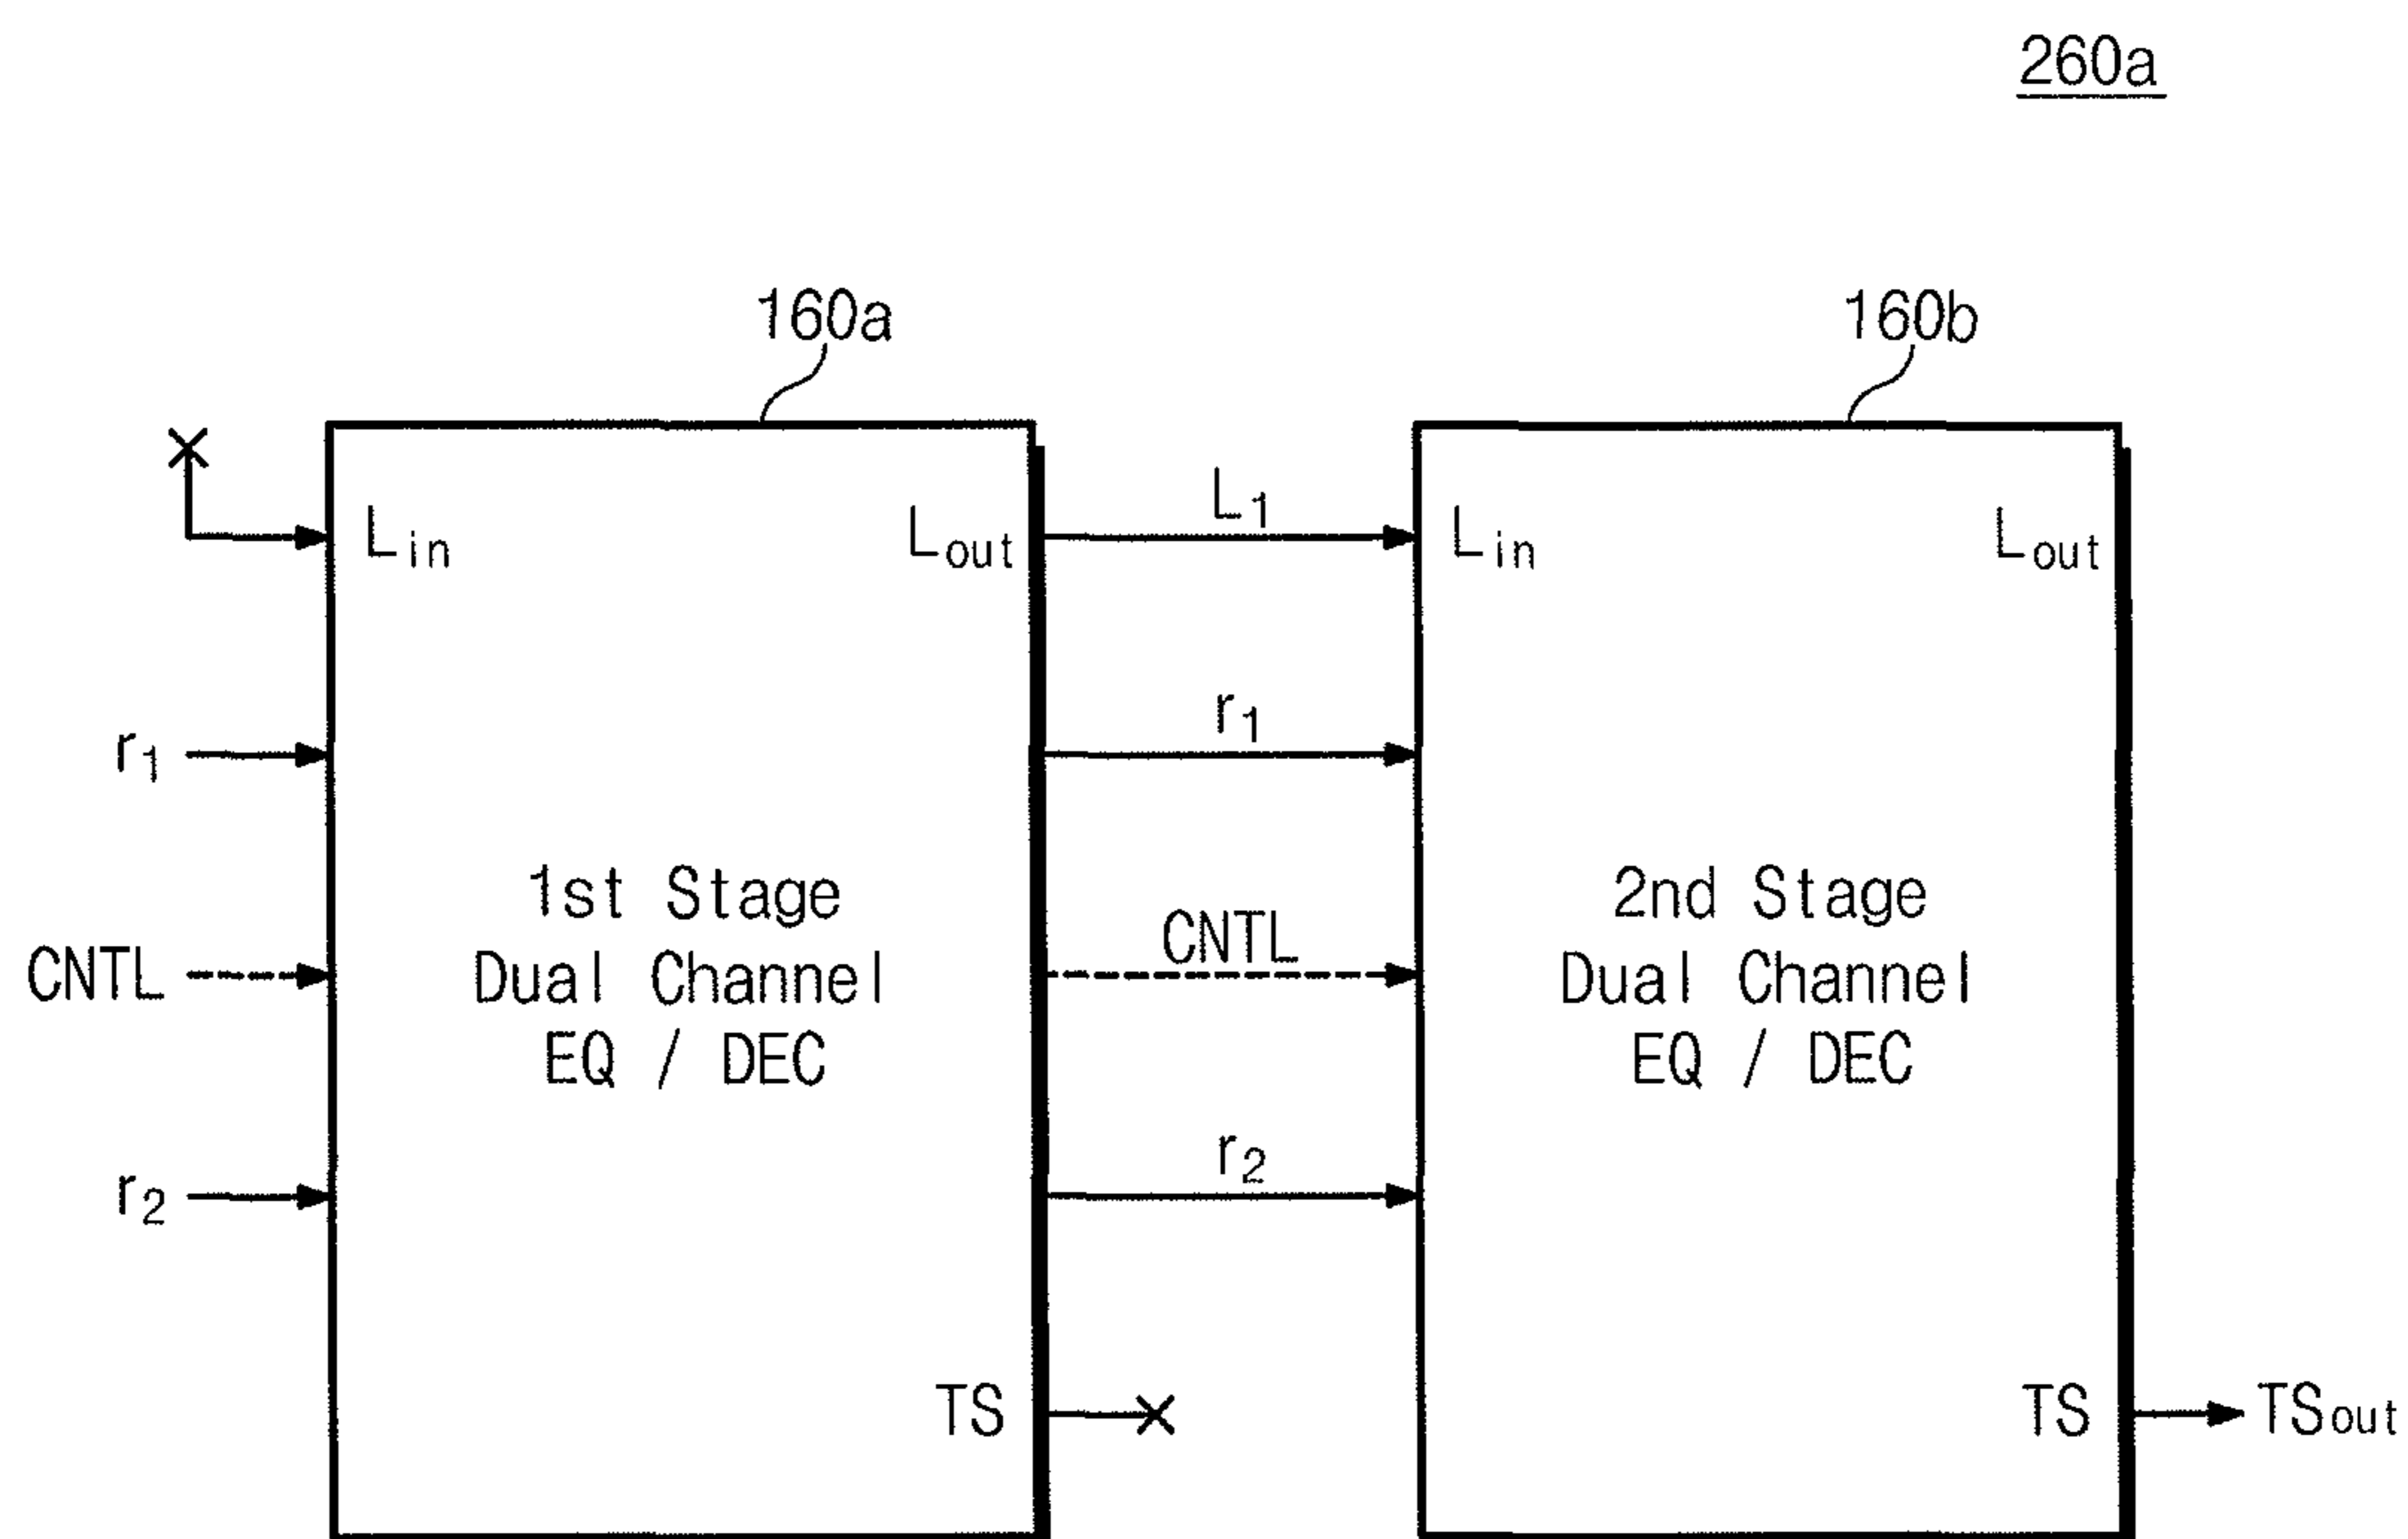 260a
160a
160b
L1
Lin
Lout
Lin
Lout
r1
r1
1st Stage
Dual Channel
EQ / DEC
CNTL
CNTL
2nd Stage
Dual Channel
EQ / DEC
r2
r2
TS
TS
TSout